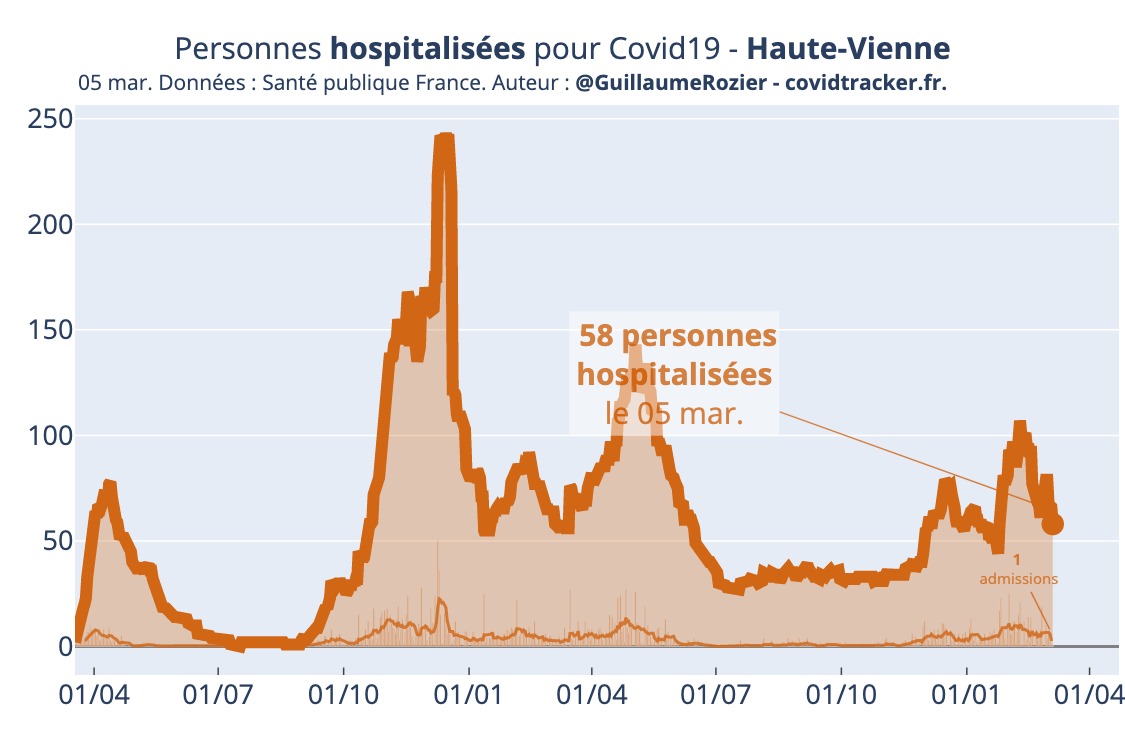 Personnes hospitalisées pour Covid19 - Haute-Vienne
05 mar. Données : Santé publique France. Auteur : @GuillaumeRozier - covidtracker.fr.
250
200
150
100
50
0
58 personnes
hospitalisées
le 05 mar.
1
admissions
01/04 01/07 01/10 01/01 01/04 01/07 01/10 01/01 01/04